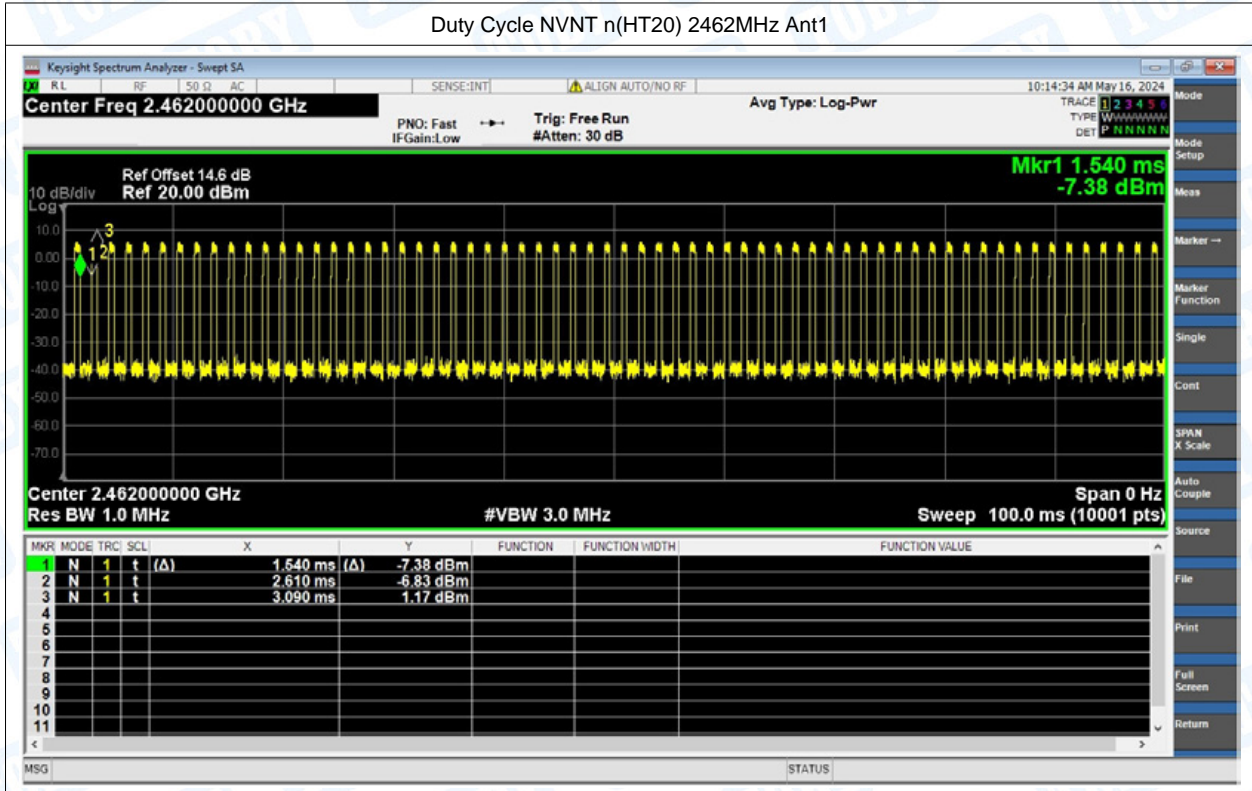 Duty Cycle NVNT n(HT20) 2462MHz Ant1
Keysight Spectrum Analyzer - Swept SA
RL RF 50 Ω AC SENSE:INT ALIGN AUTO/NO RF 10:14:34 AM May 16, 2024
Center Freq 2.462000000 GHz
PNO: Fast
IFGain:Low
Trig: Free Run
#Atten: 30 dB
Avg Type: Log-Pwr
TRACE 1 2 3 4 5 6
TYPE WWWWWW
DET P N N N N N
Ref Offset 14.6 dB
10 dB/div Ref 20.00 dBm
Log
Mkr1 1.540 ms
-7.38 dBm
10.0
0.00
-10.0
-20.0
-30.0
-40.0
-50.0
-60.0
-70.0
1 2 3
Center 2.462000000 GHz Span 0 Hz
Res BW 1.0 MHz #VBW 3.0 MHz Sweep 100.0 ms (10001 pts)
MKR MODE TRC SCL X Y FUNCTION FUNCTION WIDTH FUNCTION VALUE
1 N 1 t (Δ) 1.540 ms (Δ) -7.38 dBm
2 N 1 t 2.610 ms -6.83 dBm
3 N 1 t 3.090 ms 1.17 dBm
4
5
6
7
8
9
10
11
MSG STATUS
Mode
Mode
Setup
Meas
Marker →
Marker
Function
Single
Cont
SPAN
X Scale
Auto
Couple
Source
File
Print
Full
Screen
Return